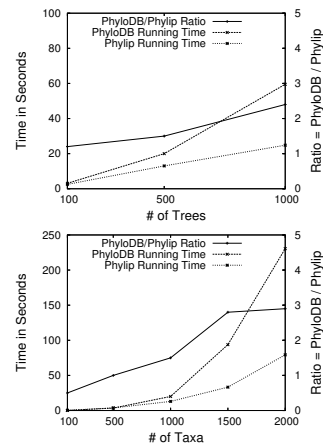 PhyloDB/Phylip Ratio
PhyloDB Running Time
Phylip Running Time
100
80
60
40
20
0
Time in Seconds
5
4
3
2
1
0
Ratio = PhyloDB / Phylip
100 500 1000
# of Trees
PhyloDB/Phylip Ratio
PhyloDB Running Time
Phylip Running Time
250
200
150
100
50
0
Time in Seconds
5
4
3
2
1
0
Ratio = PhyloDB / Phylip
100 500 1000 1500 2000
# of Taxa